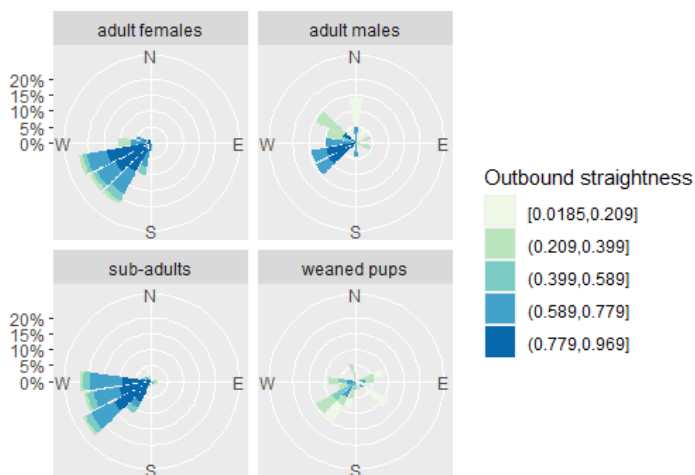 adult females
adult males
N
N
20%
15%
10%
5%
0%
W
E
W
E
S
S
sub-adults
weaned pups
N
N
20%
15%
10%
5%
0%
W
E
W
E
S
S
Outbound straightness
[0.0185,0.209]
(0.209,0.399]
(0.399,0.589]
(0.589,0.779]
(0.779,0.969]